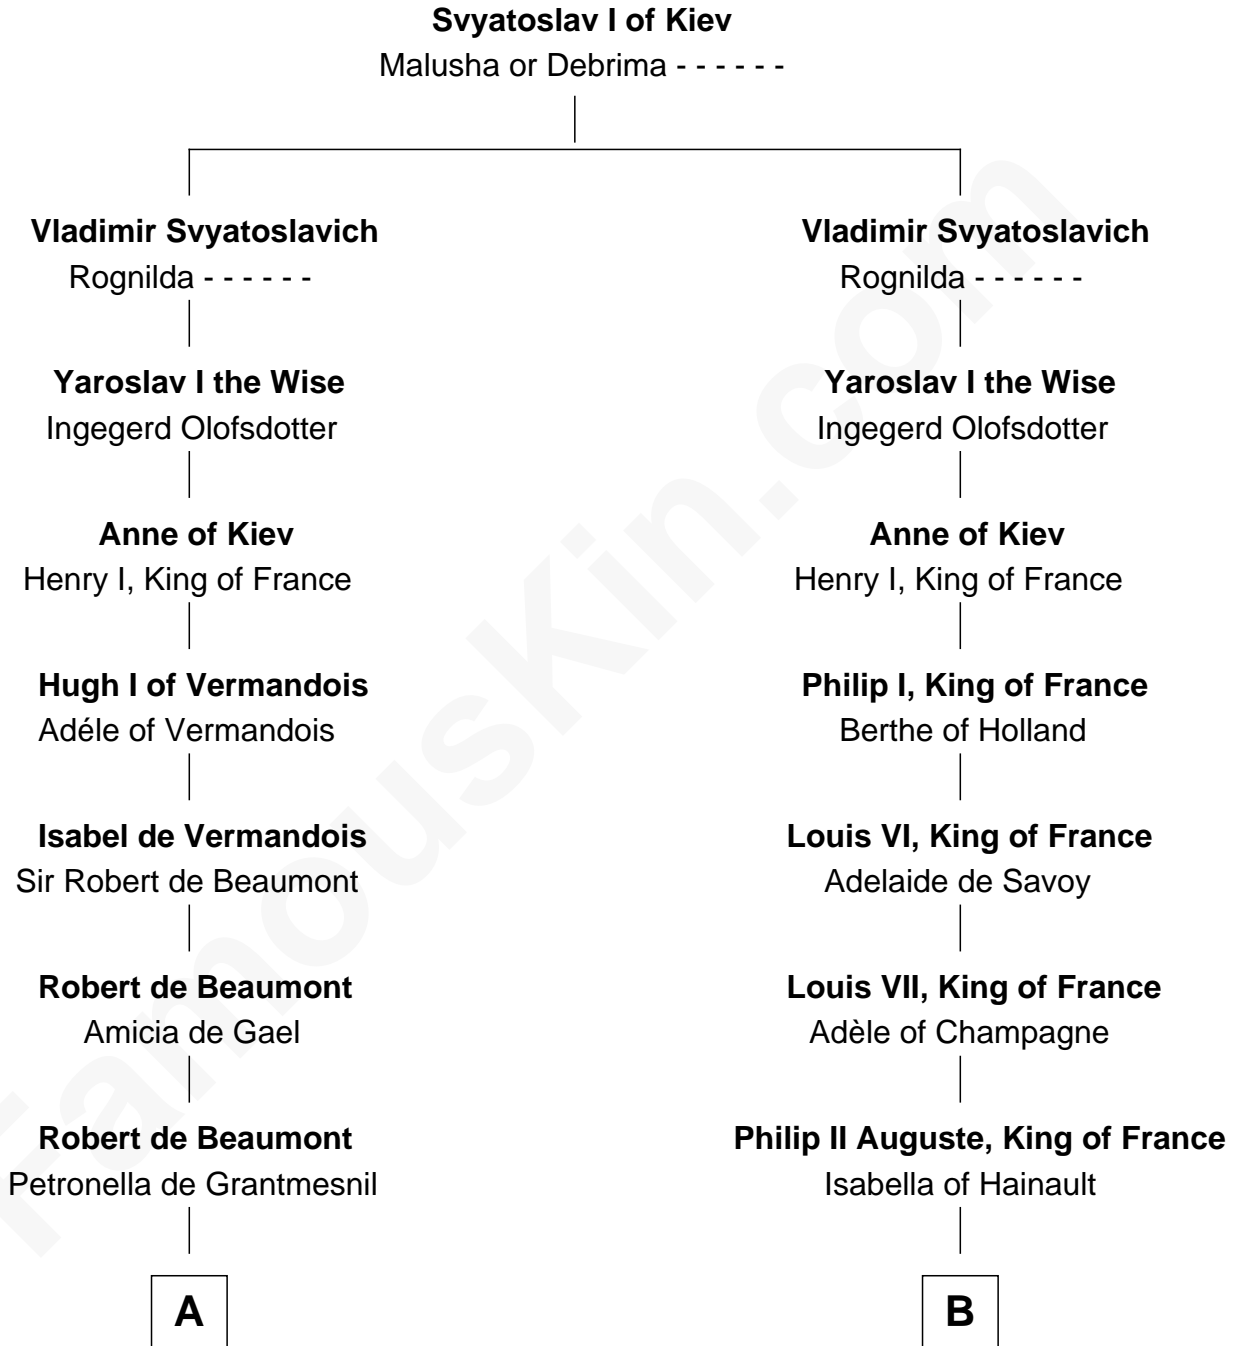 Svyatoslav I of Kiev
Malusha or Debrima - - - - - -
Vladimir Svyatoslavich
Rognilda - - - - - -
Yaroslav I the Wise
Ingegerd Olofsdotter
Anne of Kiev
Henry I, King of France
Hugh I of Vermandois
Adéle of Vermandois
Isabel de Vermandois
Sir Robert de Beaumont
Robert de Beaumont
Amicia de Gael
Robert de Beaumont
Petronella de Grantmesnil
A
Vladimir Svyatoslavich
Rognilda - - - - - -
Yaroslav I the Wise
Ingegerd Olofsdotter
Anne of Kiev
Henry I, King of France
Philip I, King of France
Berthe of Holland
Louis VI, King of France
Adelaide de Savoy
Louis VII, King of France
Adèle of Champagne
Philip II Auguste, King of France
Isabella of Hainault
B
FamousKin.com